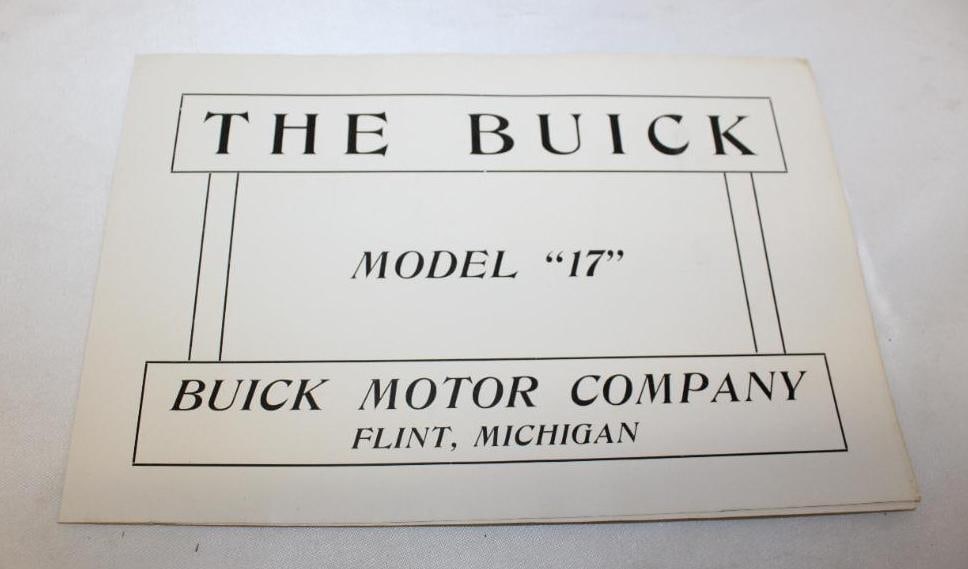 THE BUICK
MODEL “17”
BUICK MOTOR COMPANY
FLINT, MICHIGAN